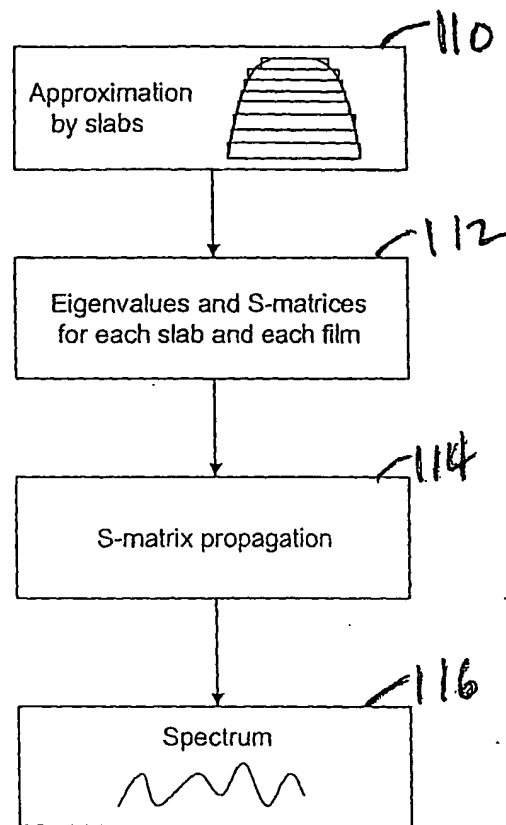 110
Approximation
by slabs
112
Eigenvalues and S-matrices
for each slab and each film
114
S-matrix propagation
116
Spectrum